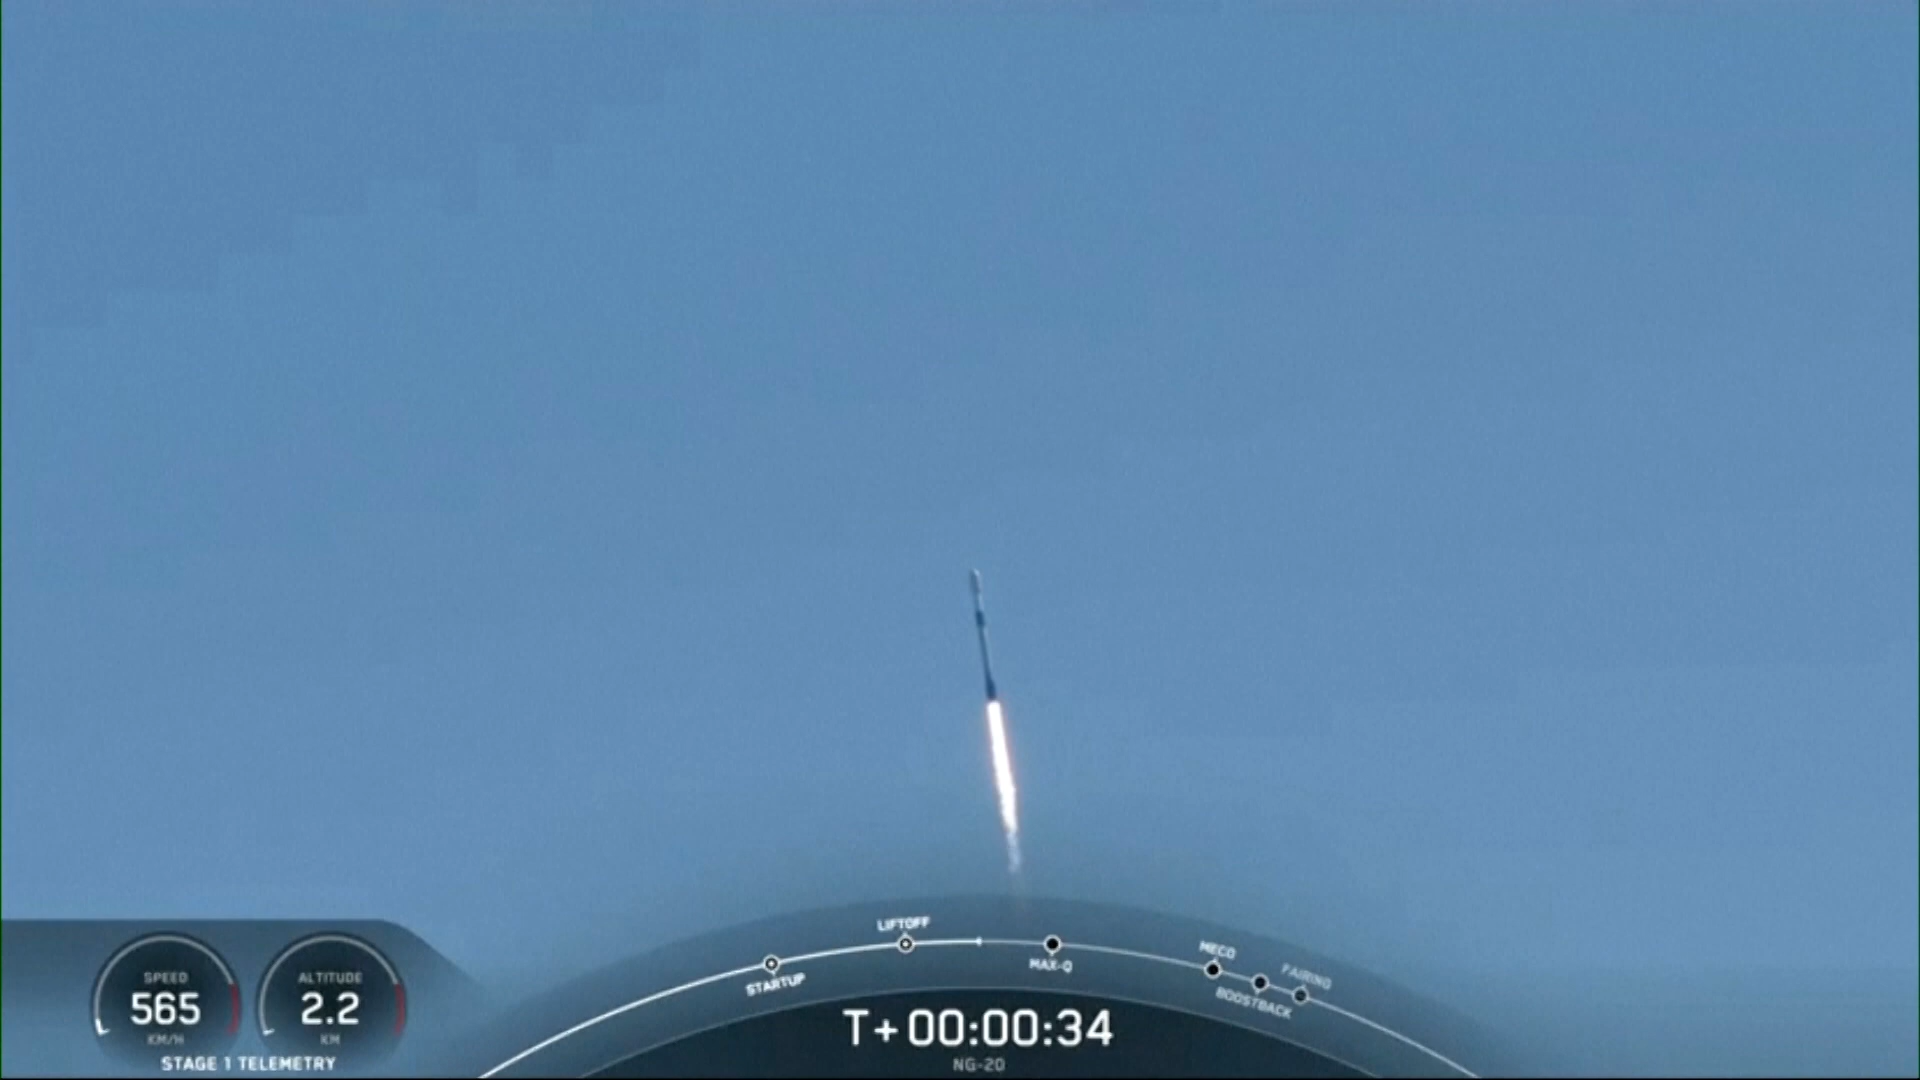 LIFTOFF
STARTUP
MAX-Q
MECO
BOOSTBACK
FAIRING
SPEED
565
KM/H
ALTITUDE
2.2
KM
STAGE 1 TELEMETRY
T+00:00:34
NG-20